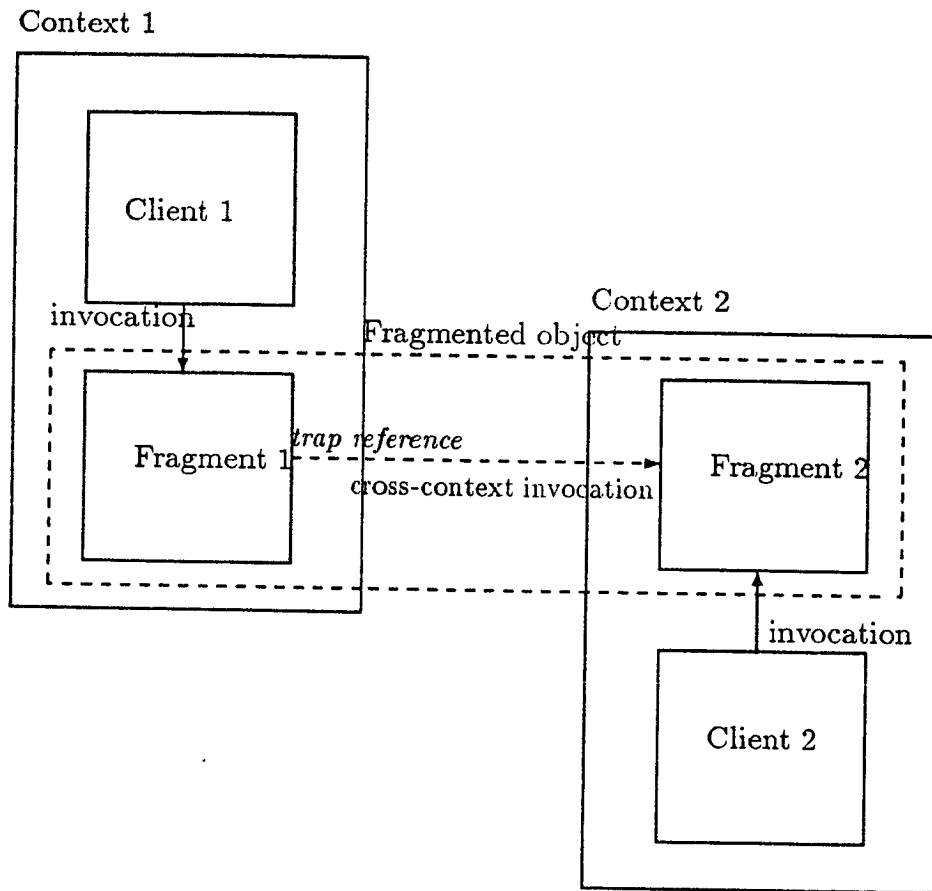 Context 1
Client 1
invocation
Context 2
Fragmented object
trap reference
Fragment 1
Fragment 2
cross-context invocation
invocation
Client 2